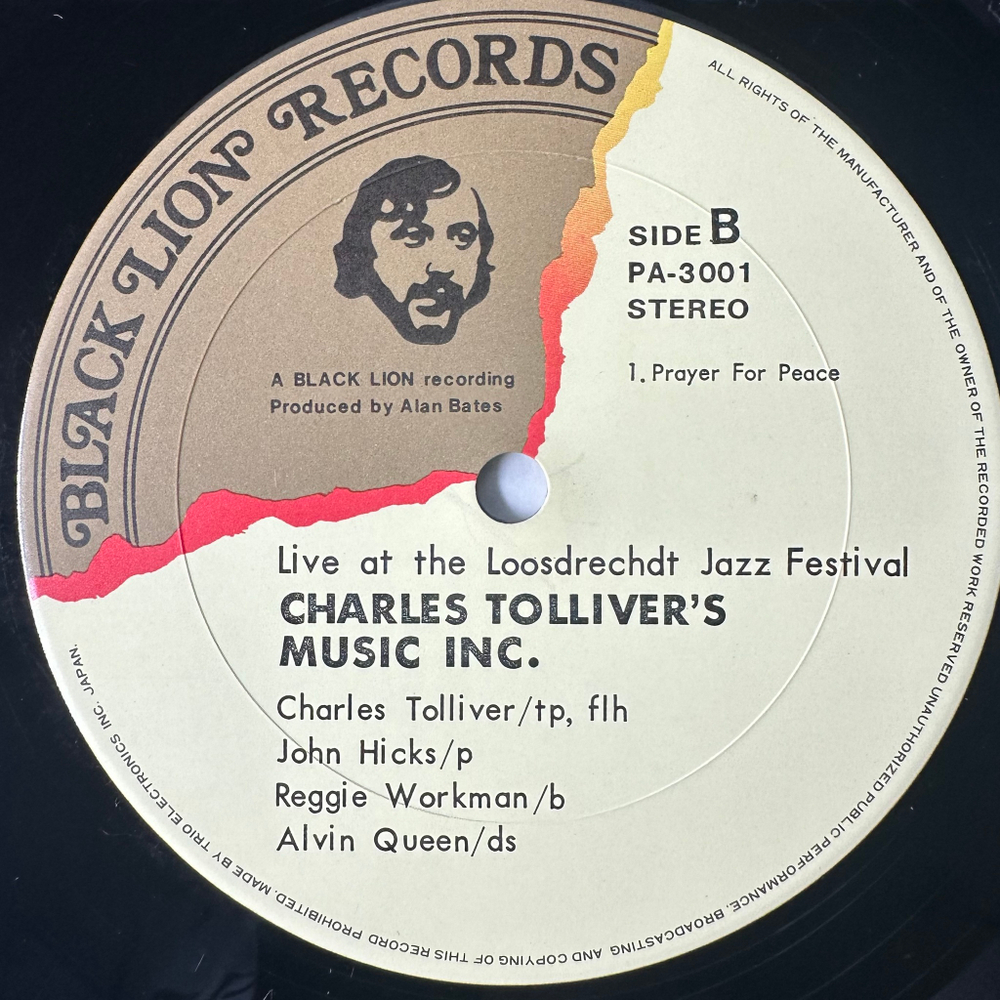 BLACK LION RECORDS
A BLACK LION recording
Produced by Alan Bates
SIDE B
PA-3001
STEREO
1. Prayer For Peace
Live at the Loosdrechdt Jazz Festival
CHARLES TOLLIVER'S
MUSIC INC.
Charles Tolliver/tp, flh
John Hicks/p
Reggie Workman/b
Alvin Queen/ds
ALL RIGHTS OF THE MANUFACTURER AND OF THE OWNER OF THE RECORDED WORK RESERVED UNAUTHORIZED PUBLIC PERFORMANCE, BROADCASTING AND COPYING OF THIS RECORD PROHIBITED. MADE BY TRIO ELECTRONICS INC. JAPAN.